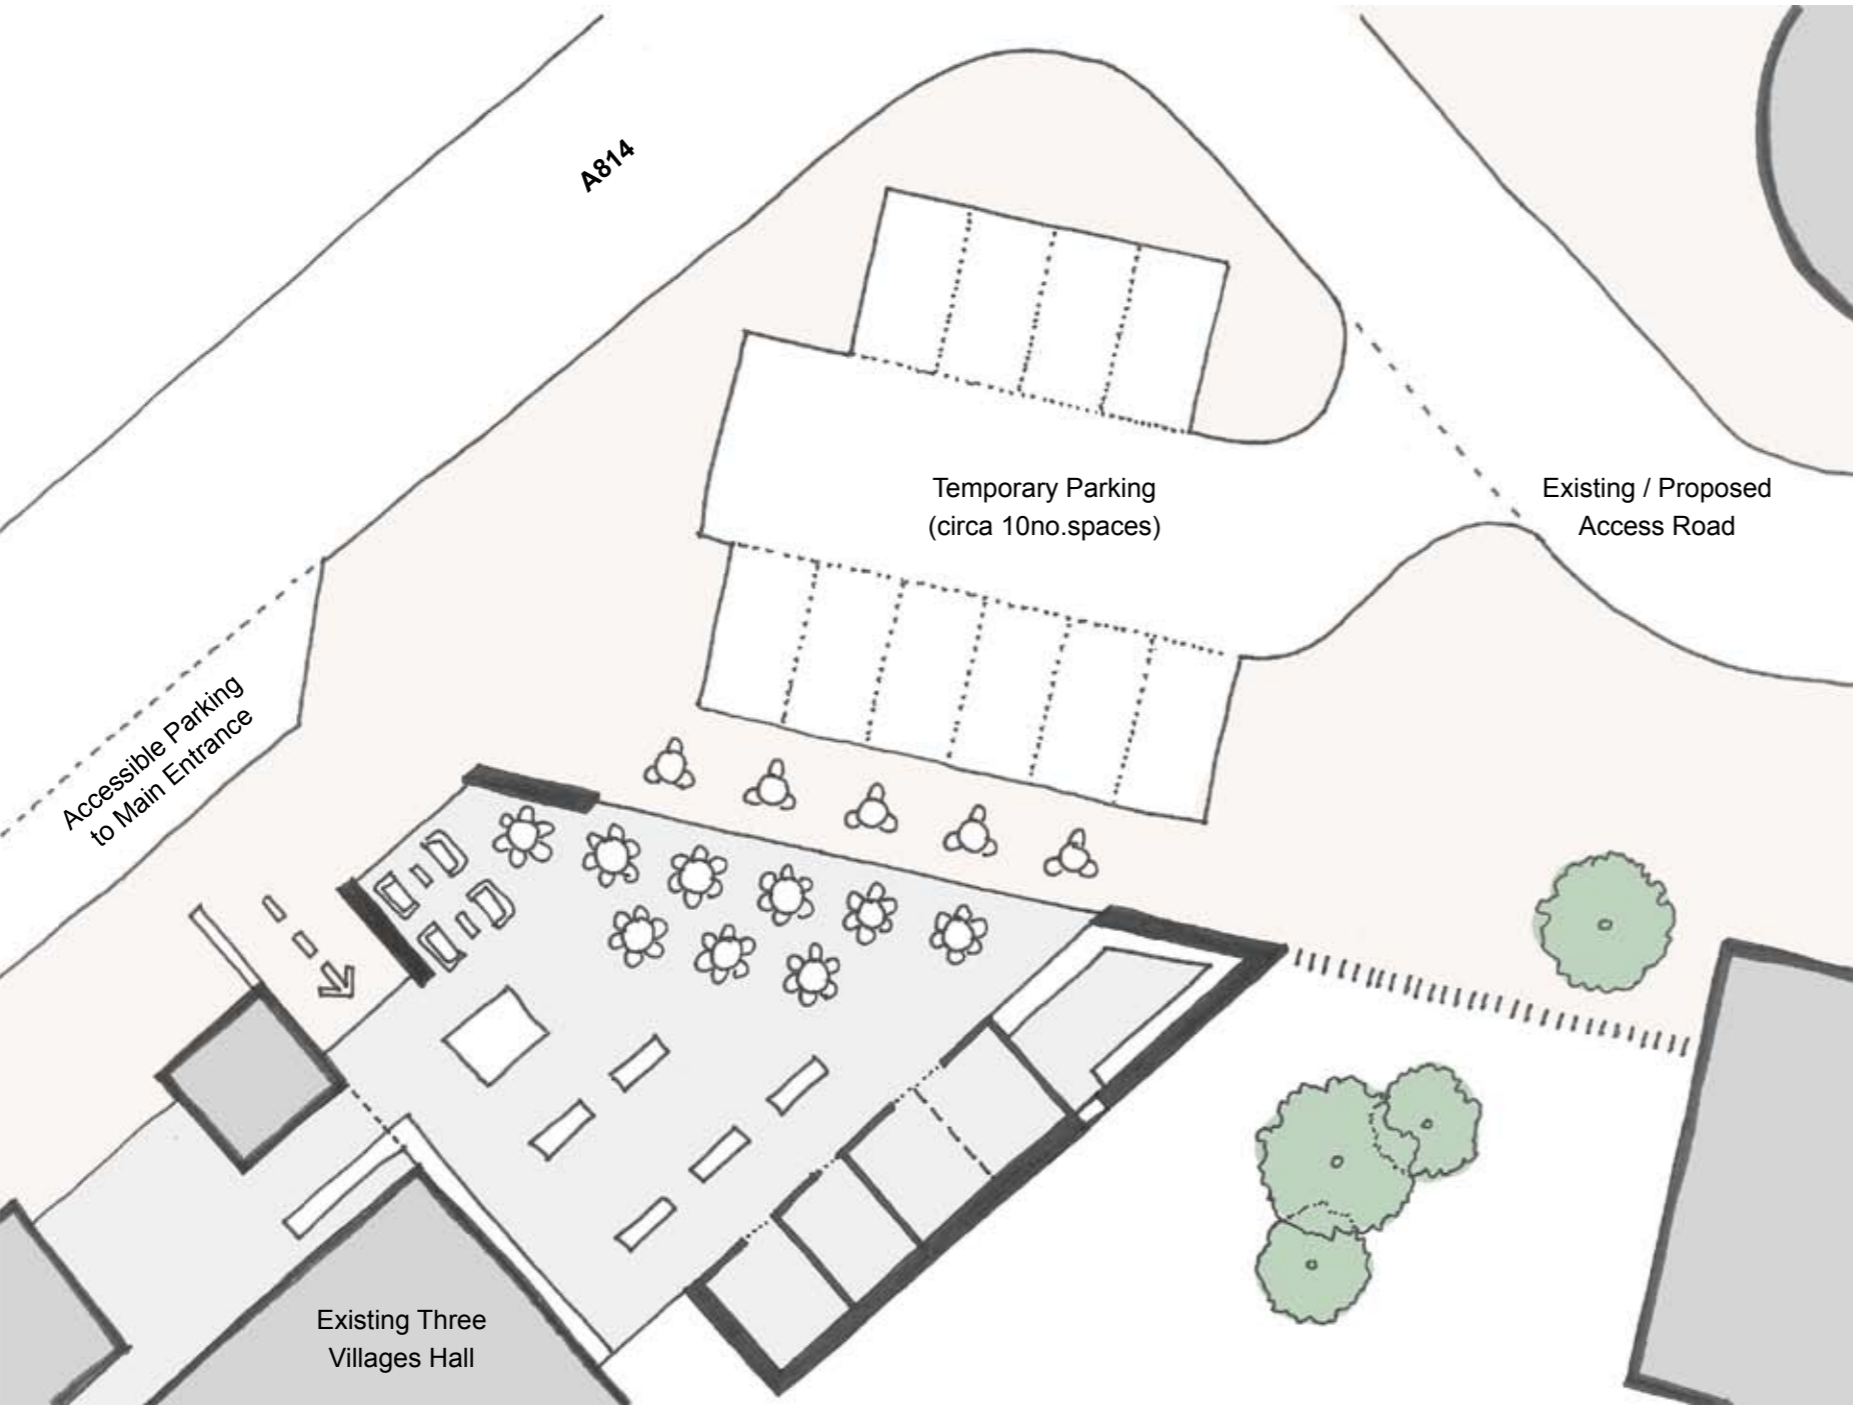 A814
Temporary Parking
(circa 10no.spaces)
Existing / Proposed
Access Road
Accessible Parking
to Main Entrance
Existing Three
Villages Hall